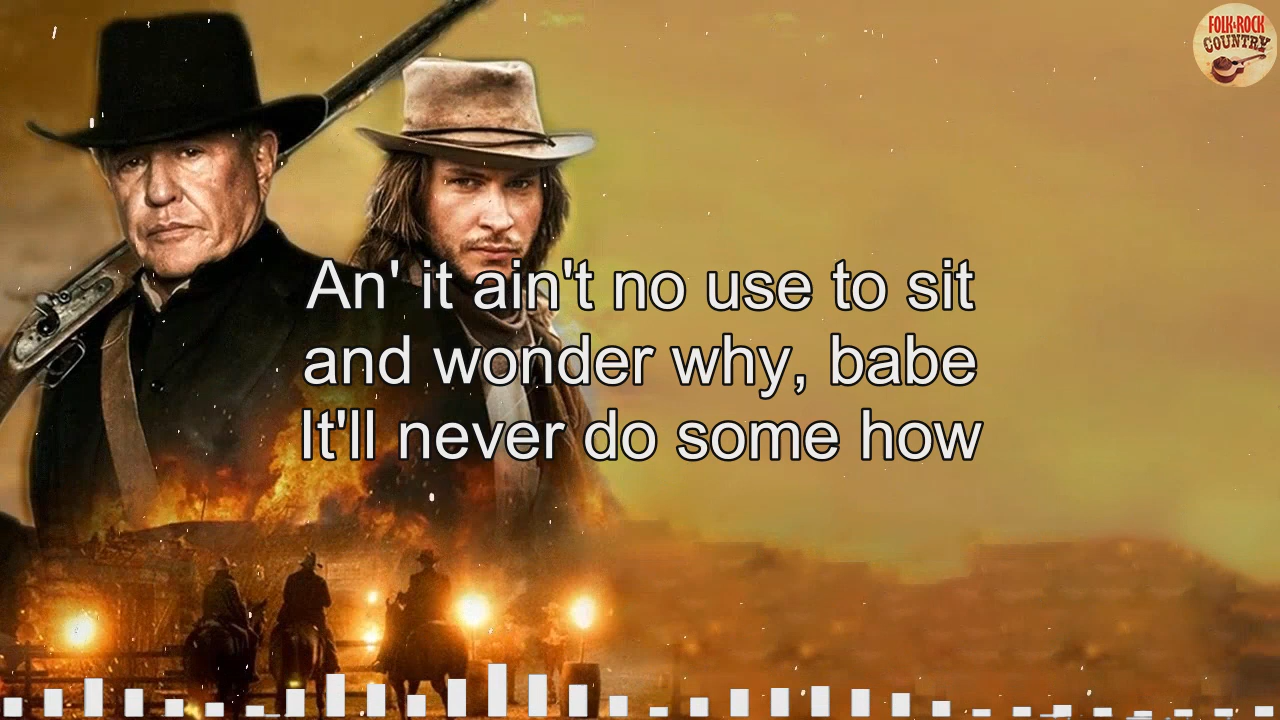 FOLK&ROCK
COUNTRY
An' it ain't no use to sit
and wonder why, babe
It'll never do some how